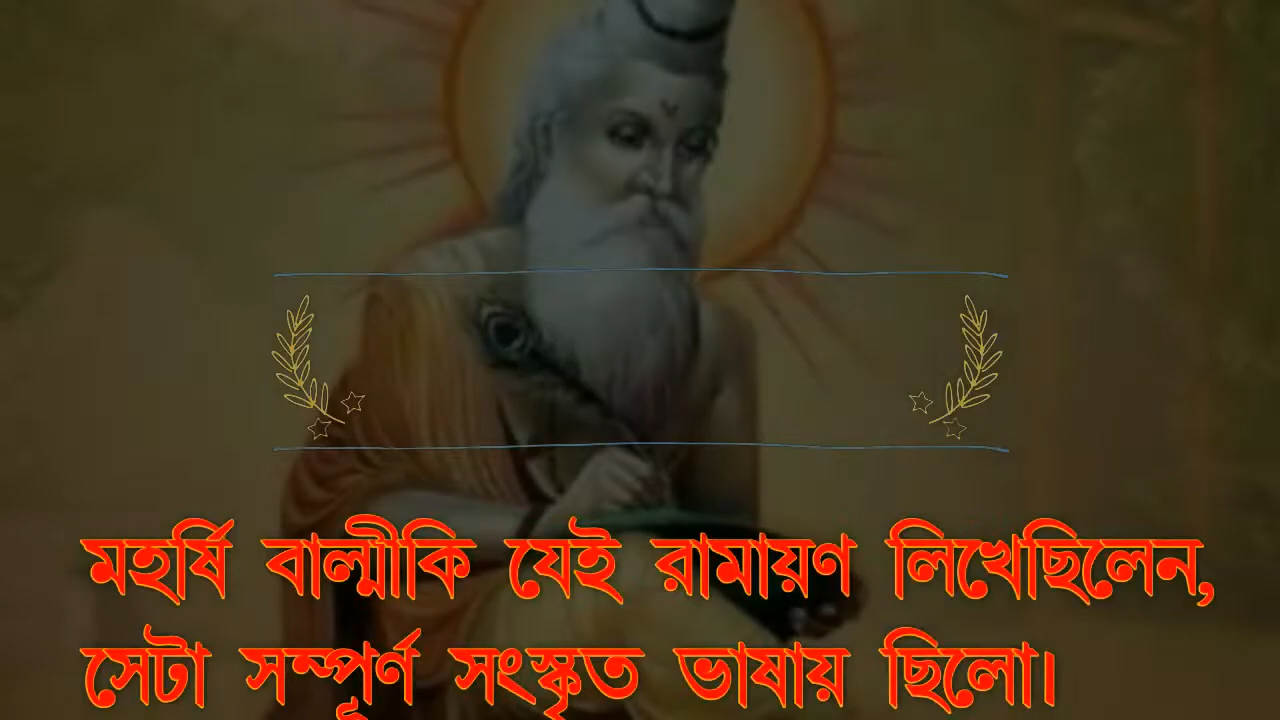 মহর্ষি বাল্মীকি যেই রামায়ণ লিখেছিলেন,
সেটা সম্পূর্ণ সংস্কৃত ভাষায় ছিলো।